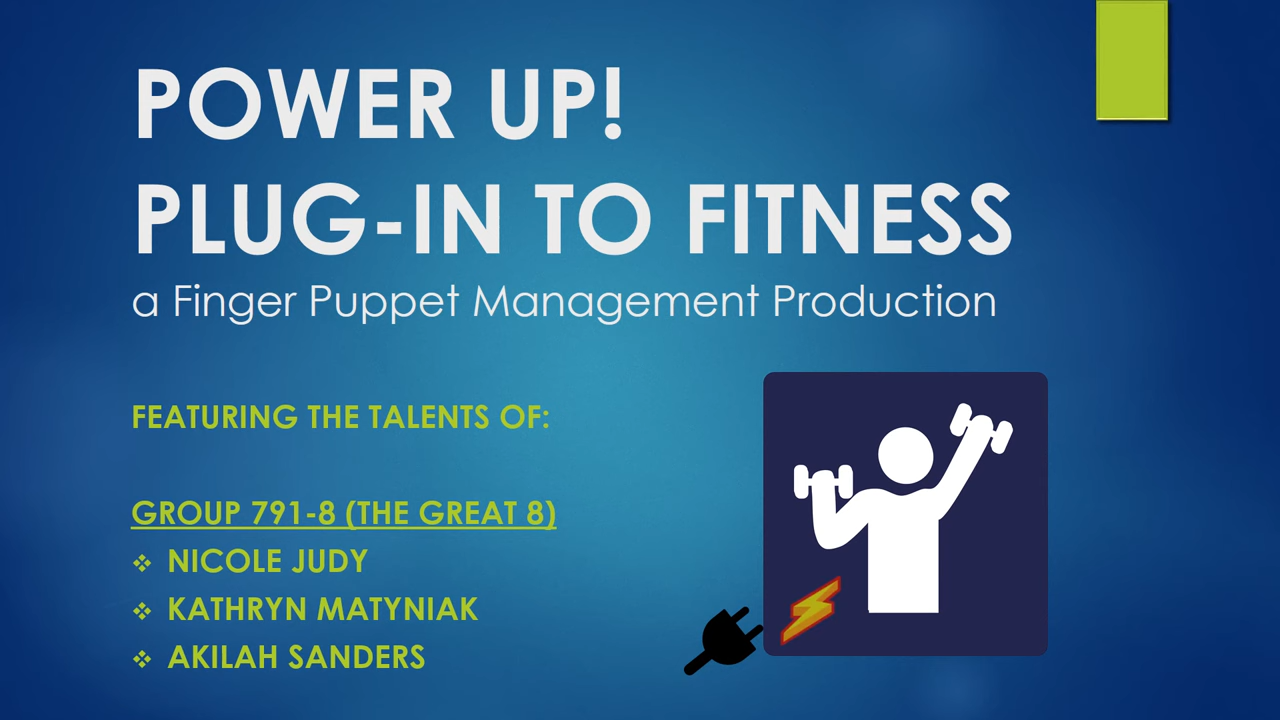 POWER UP!
PLUG-IN TO FITNESS
a Finger Puppet Management Production
FEATURING THE TALENTS OF:
GROUP 791-8 (THE GREAT 8)
❖ NICOLE JUDY
❖ KATHRYN MATYNIAK
❖ AKILAH SANDERS